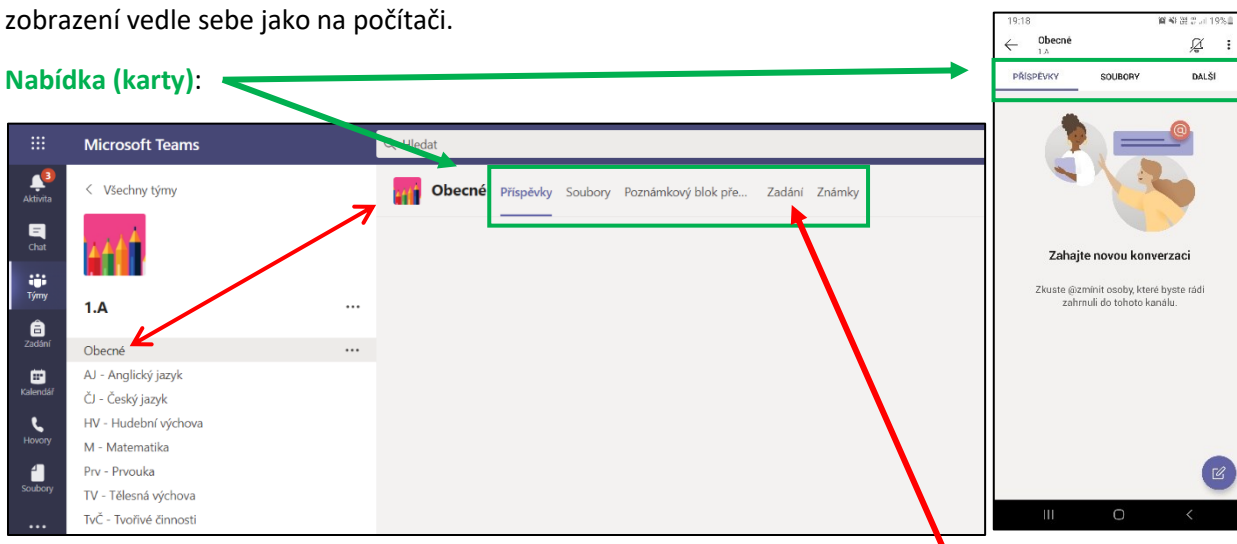 zobrazení vedle sebe jako na počítači.
Nabídka (karty):
Microsoft Teams
Hledat
3
Aktivita
Chat
Týmy
Zadání
Kalendář
Hovory
Soubory
...
< Všechny týmy
1.A
...
Obecné
...
AJ - Anglický jazyk
ČJ - Český jazyk
HV - Hudební výchova
M - Matematika
Prv - Prvouka
TV - Tělesná výchova
TvČ - Tvořivé činnosti
Obecné Příspěvky Soubory Poznámkový blok pře... Zadání Známky
19:18 19%
Obecné
1.A
PŘÍSPĚVKY SOUBORY DALŠÍ
@
Zahajte novou konverzaci
Zkuste @zmínit osoby, které byste rádi
zahrnuli do tohoto kanálu.